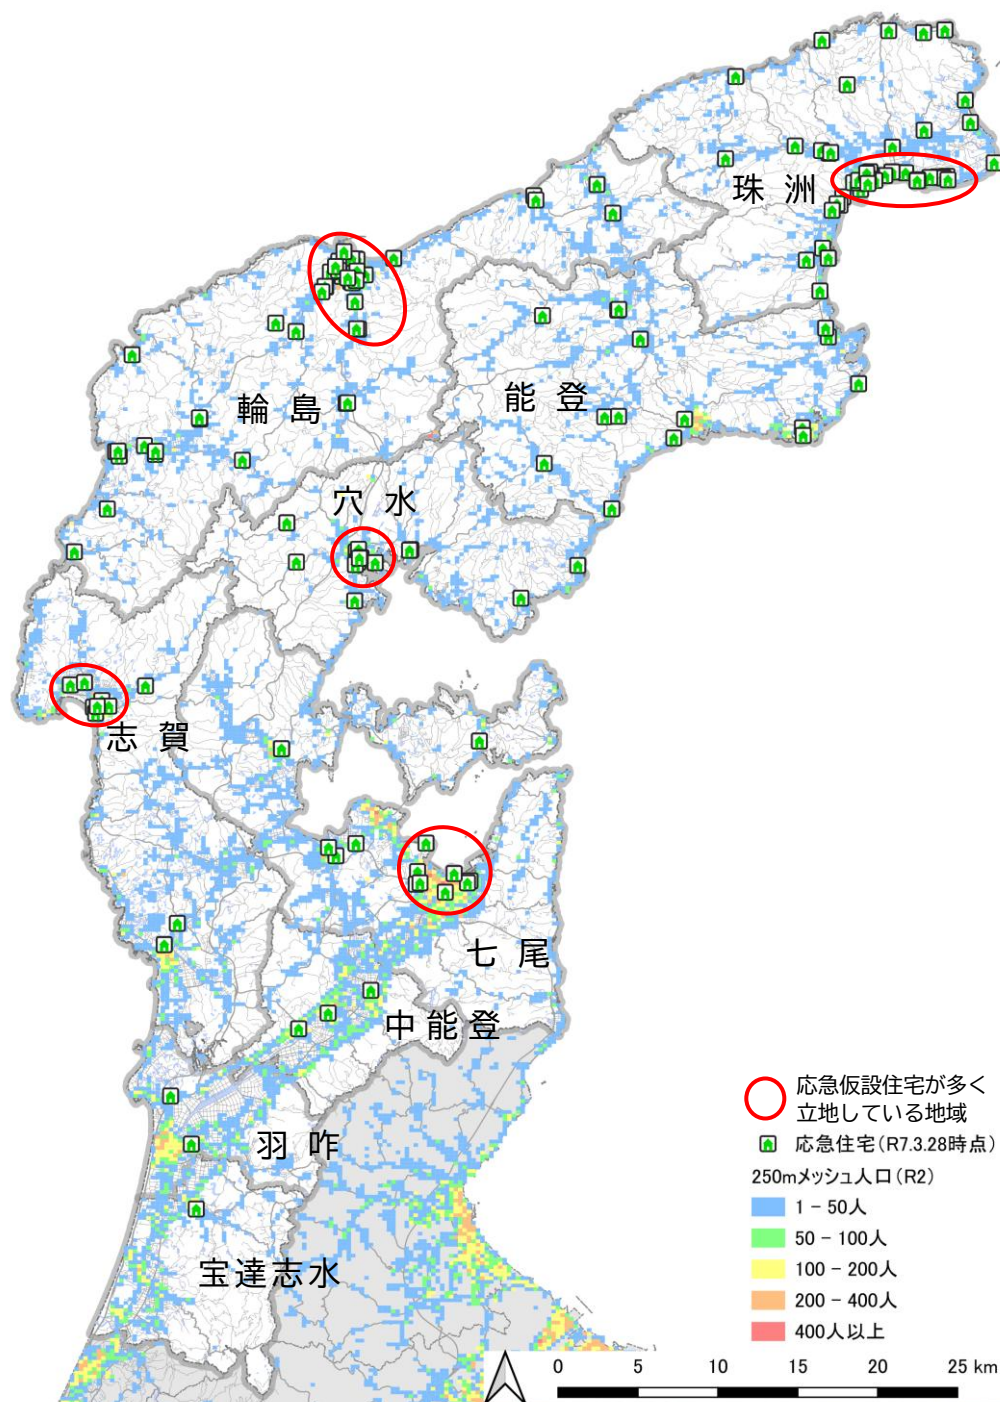 珠洲
輪島
能登
穴水
志賀
七尾
中能登
羽咋
宝達志水
応急仮設住宅が多く
立地している地域
応急住宅(R7.3.28時点)
250mメッシュ人口(R2)
1 - 50人
50 - 100人
100 - 200人
200 - 400人
400人以上
0 5 10 15 20 25 km